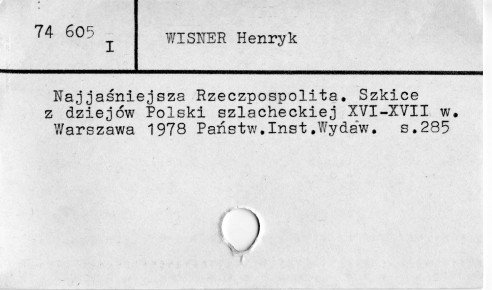 74 605
I
WISNER Henryk
Najjaśniejsza Rzeczpospolita. Szkice
z dziejów Polski szlacheckiej XVI-XVII w.
Warszawa 1978 Państw.Inst.Wydaw. s.285